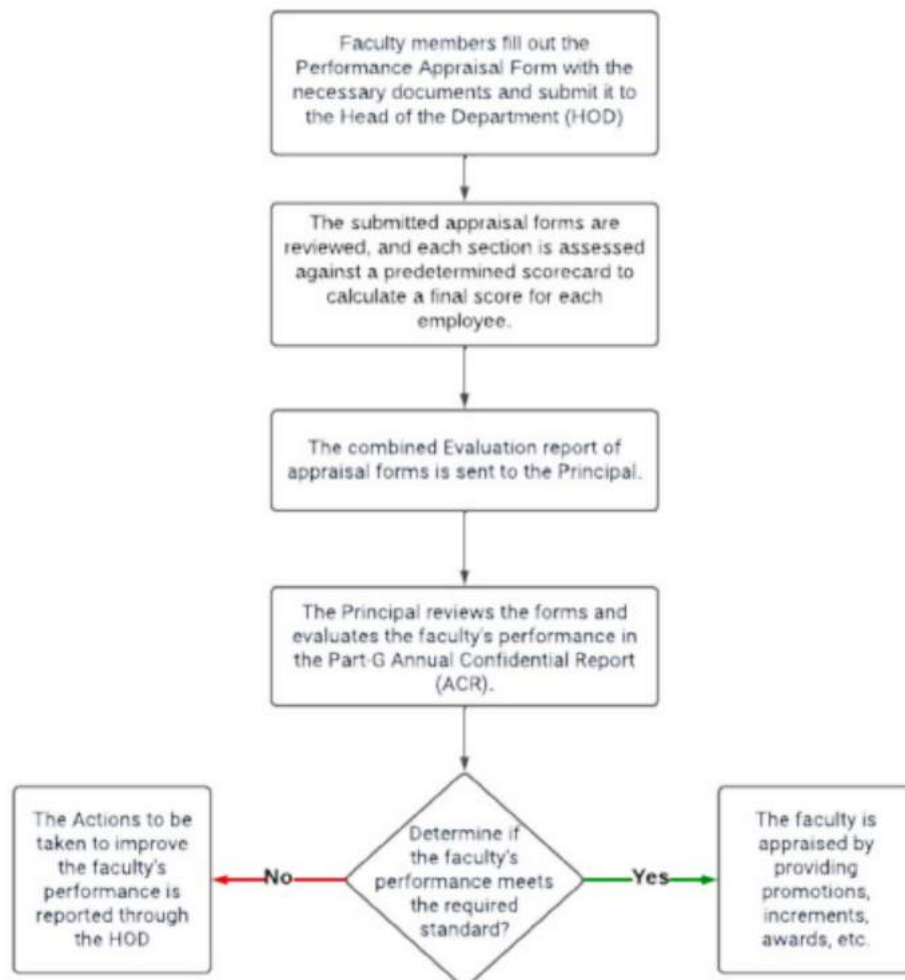 Faculty members fill out the
Performance Appraisal Form with the
necessary documents and submit it to
the Head of the Department (HOD)
The submitted appraisal forms are
reviewed, and each section is assessed
against a predetermined scorecard to
calculate a final score for each
employee.
The combined Evaluation report of
appraisal forms is sent to the Principal.
The Principal reviews the forms and
evaluates the faculty's performance in
the Part-G Annual Confidential Report
(ACR).
Determine if
the faculty's
performance meets
the required
standard?
No
The Actions to be
taken to improve
the faculty's
performance is
reported through
the HOD
Yes
The faculty is
appraised by
providing
promotions,
increments,
awards, etc.